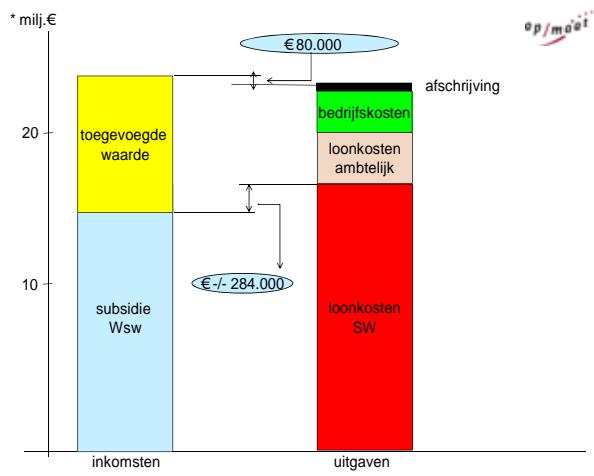 * milj.€
op/maat
€ 80.000
afschrijving
bedrijfskosten
20
toegevoegde
waarde
loonkosten
ambtelijk
10
€ -/- 284.000
subsidie
Wsw
loonkosten
SW
inkomsten
uitgaven